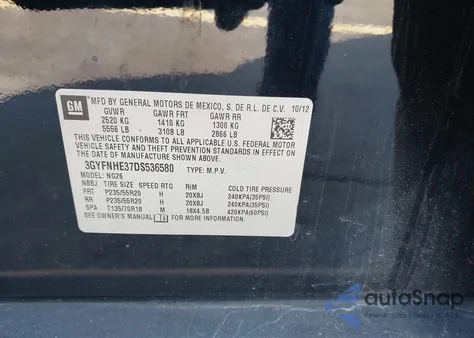 GM
MFD BY GENERAL MOTORS DE MEXICO, S. DE R.L. DE C.V. 10/12
GVWR GAWR FRT GAWR RR
2520 KG 1410 KG 1300 KG
5556 LB 3108 LB 2866 LB
THIS VEHICLE CONFORMS TO ALL APPLICABLE U.S. FEDERAL MOTOR
VEHICLE SAFETY, BUMPER, AND THEFT PREVENTION STANDARDS IN
EFFECT ON THE DATE OF MANUFACTURE SHOWN ABOVE.
3GYFNHE37DS536580 TYPE: M.P.V.
MODEL: NG26
NBBJ TIRE SIZE SPEED RTG RIM COLD TIRE PRESSURE
FRT P235/55R20 H 20X8J 240KPA(35PSI)
RR P235/55R20 H 20X8J 240KPA(35PSI)
SPA T135/70R18 M 18X4.5B 420KPA(60PSI)
SEE OWNER'S MANUAL FOR ADDITIONAL INFORMATION.
autoSnap